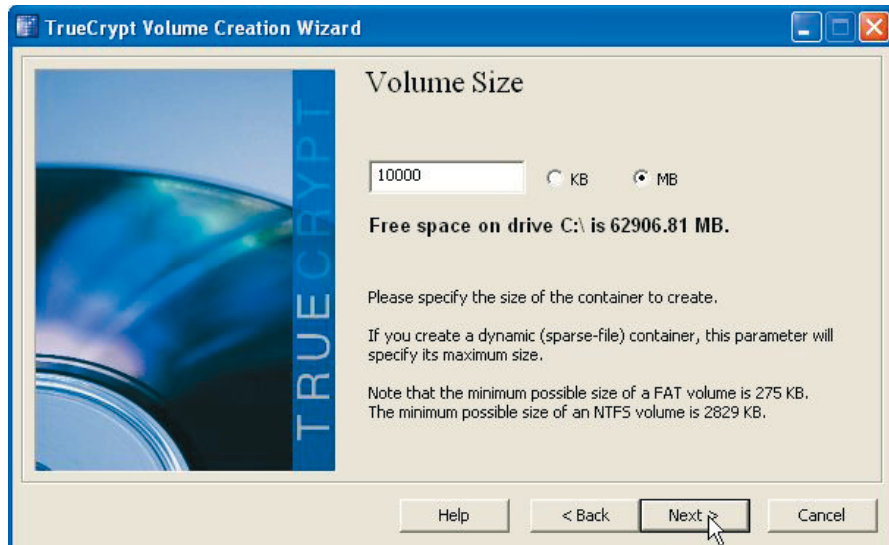 TrueCrypt Volume Creation Wizard
TRUECRYPT
Volume Size
10000 KB MB
Free space on drive C:\ is 62906.81 MB.
Please specify the size of the container to create.
If you create a dynamic (sparse-file) container, this parameter will
specify its maximum size.
Note that the minimum possible size of a FAT volume is 275 KB.
The minimum possible size of an NTFS volume is 2829 KB.
Help < Back Next > Cancel